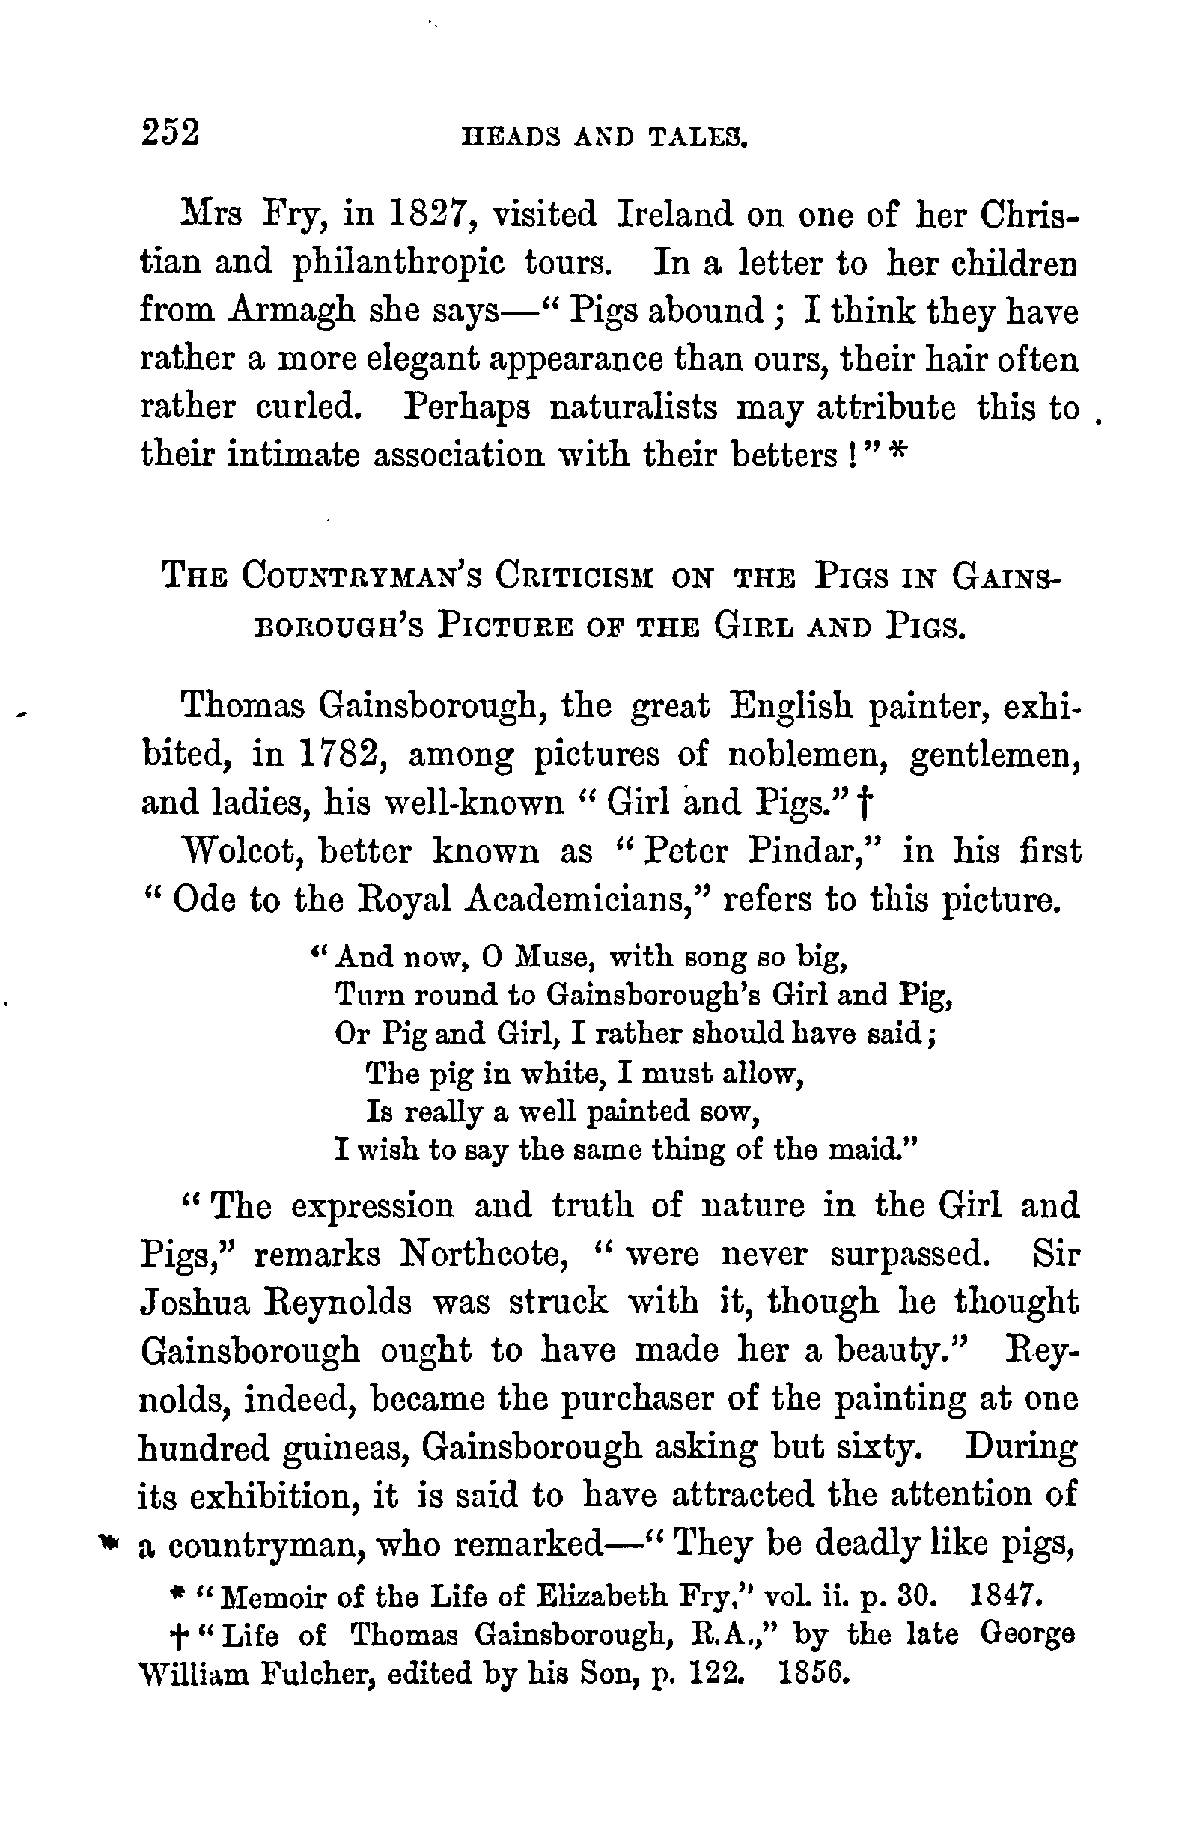 252 HEADS AND TALES.
Mrs Fry, in 1827, visited Ireland on one of her Chris-
tian and philanthropic tours. In a letter to her children
from Armagh she says—“Pigs abound; I think they have
rather a more elegant appearance than ours, their hair often
rather curled. Perhaps naturalists may attribute this to
their intimate association with their betters!”*
THE COUNTRYMAN’S CRITICISM ON THE PIGS IN GAINS-
BOROUGH’S PICTURE OF THE GIRL AND PIGS.
Thomas Gainsborough, the great English painter, exhi-
bited, in 1782, among pictures of noblemen, gentlemen,
and ladies, his well-known “Girl and Pigs.”†
Wolcot, better known as “Peter Pindar,” in his first
“Ode to the Royal Academicians,” refers to this picture.
“And now, O Muse, with song so big,
Turn round to Gainsborough’s Girl and Pig,
Or Pig and Girl, I rather should have said;
The pig in white, I must allow,
Is really a well painted sow,
I wish to say the same thing of the maid.”
“The expression and truth of nature in the Girl and
Pigs,” remarks Northcote, “were never surpassed. Sir
Joshua Reynolds was struck with it, though he thought
Gainsborough ought to have made her a beauty.” Rey-
nolds, indeed, became the purchaser of the painting at one
hundred guineas, Gainsborough asking but sixty. During
its exhibition, it is said to have attracted the attention of
a countryman, who remarked—“They be deadly like pigs,
* “Memoir of the Life of Elizabeth Fry,” vol. ii. p. 30. 1847.
† “Life of Thomas Gainsborough, R.A.,” by the late George
William Fulcher, edited by his Son, p. 122. 1856.